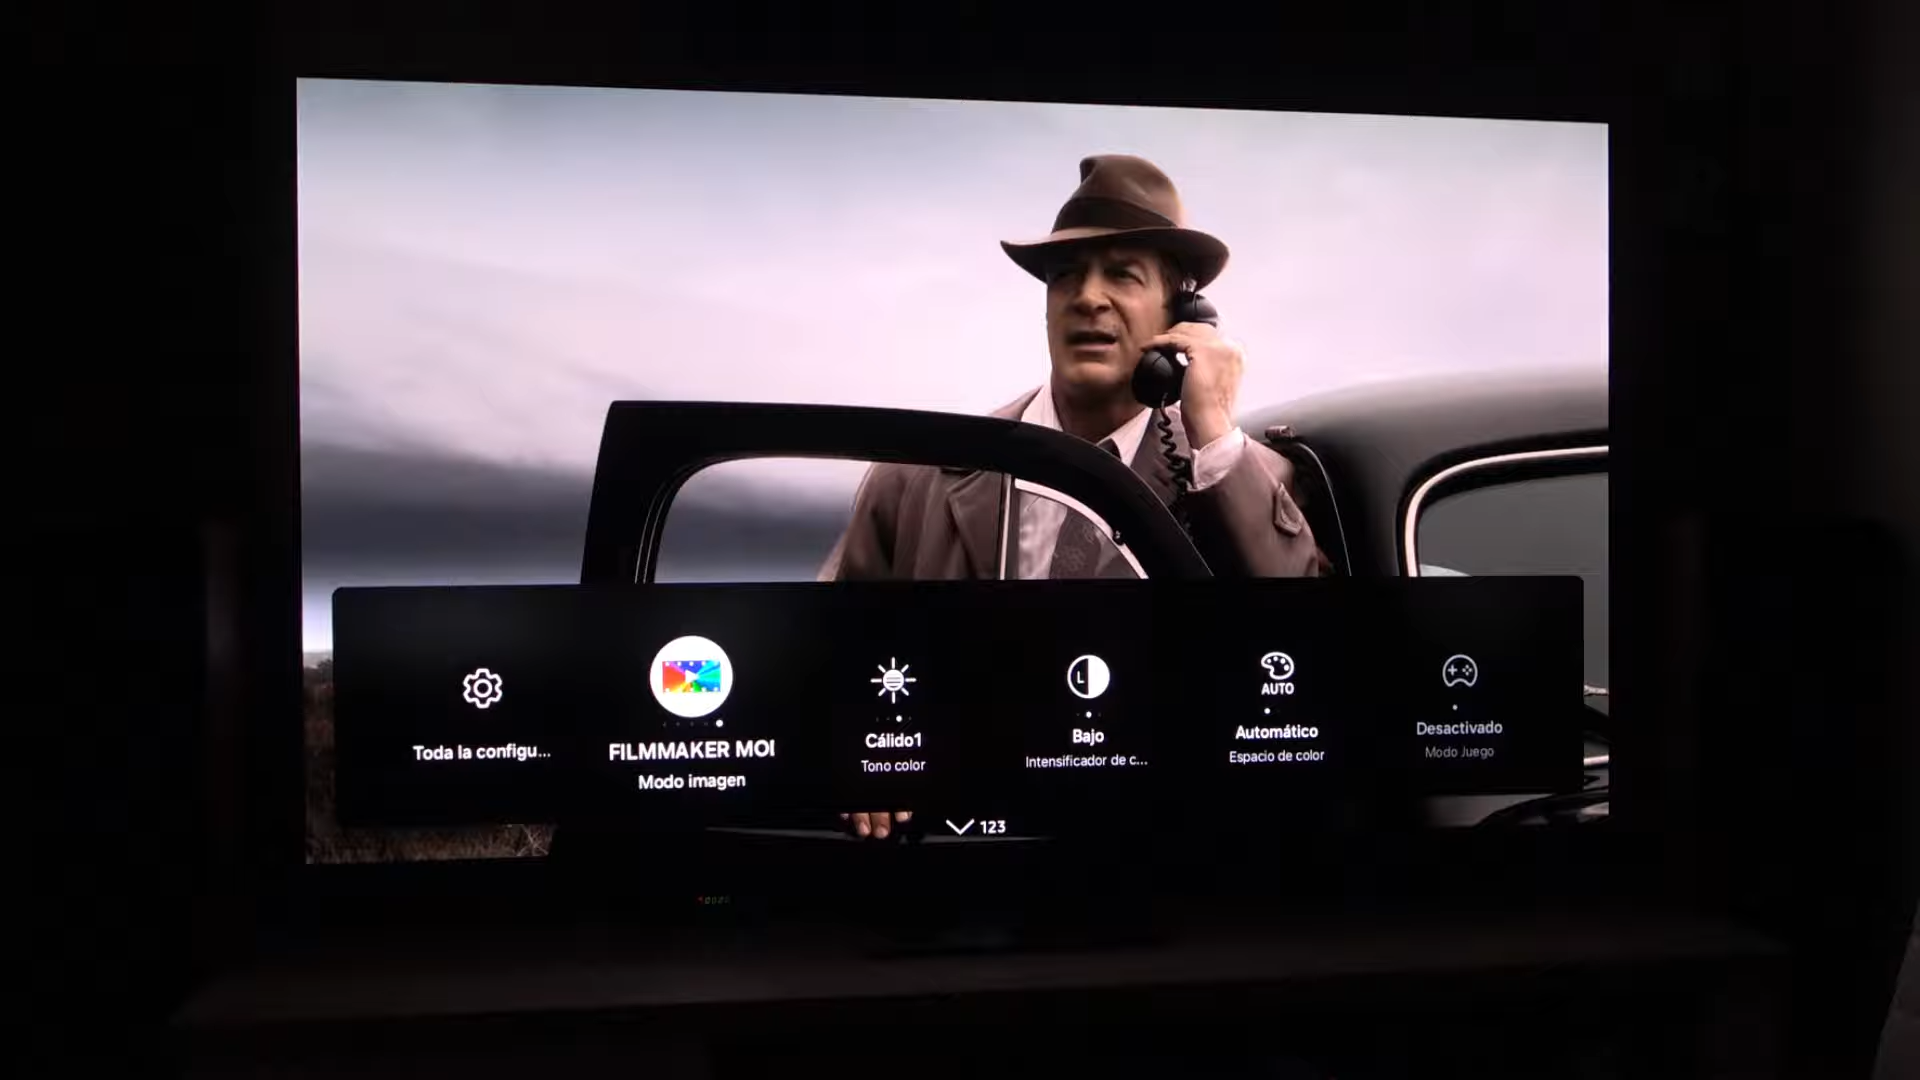 Toda la configu...
FILMMAKER MOI
Modo imagen
Cálido1
Tono color
L
Bajo
Intensificador de c...
AUTO
Automático
Espacio de color
Desactivado
Modo Juego
123